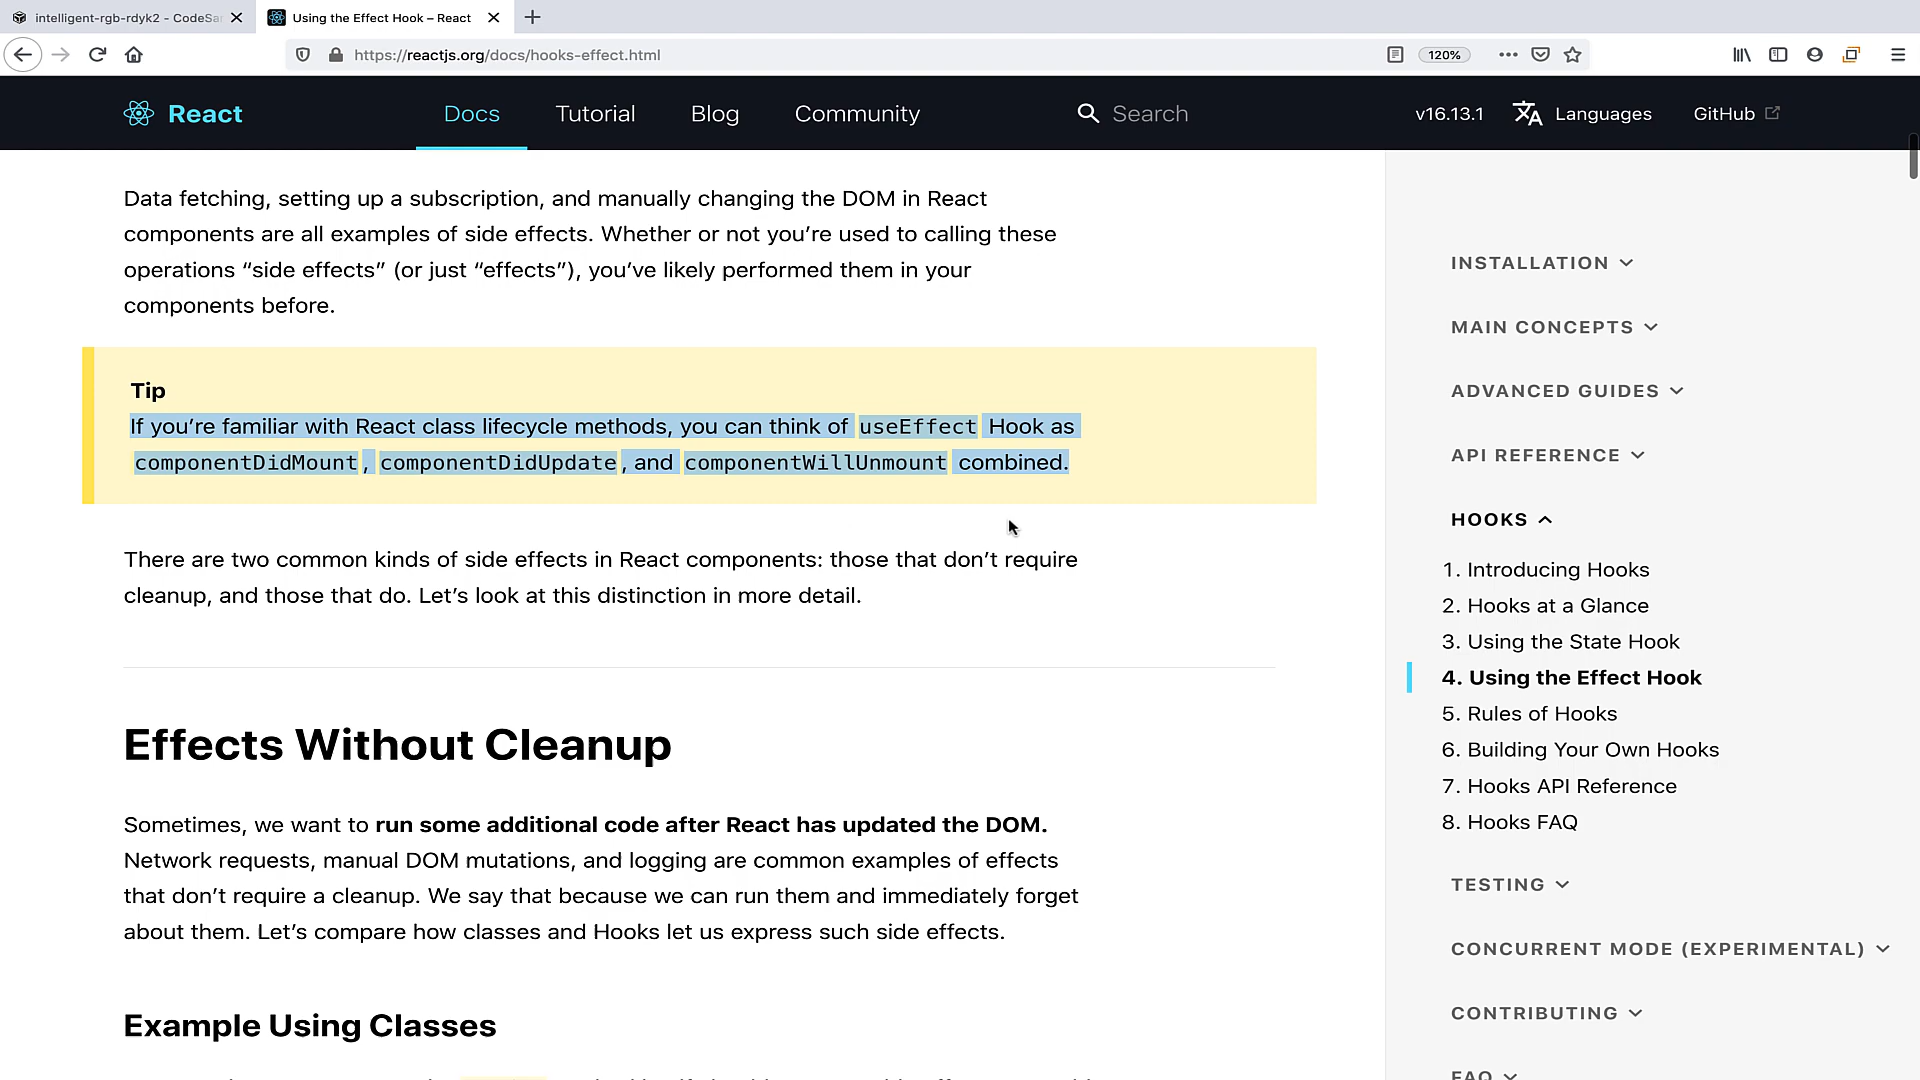 intelligent-rgb-rdyk2 - CodeSa
Using the Effect Hook – React
https://reactjs.org/docs/hooks-effect.html
120%
React
Docs
Tutorial
Blog
Community
Search
v16.13.1
Languages
GitHub
Data fetching, setting up a subscription, and manually changing the DOM in React
components are all examples of side effects. Whether or not you’re used to calling these
operations “side effects” (or just “effects”), you’ve likely performed them in your
components before.
Tip
If you’re familiar with React class lifecycle methods, you can think of useEffect Hook as
componentDidMount, componentDidUpdate, and componentWillUnmount combined.
There are two common kinds of side effects in React components: those that don’t require
cleanup, and those that do. Let’s look at this distinction in more detail.
Effects Without Cleanup
Sometimes, we want to run some additional code after React has updated the DOM.
Network requests, manual DOM mutations, and logging are common examples of effects
that don’t require a cleanup. We say that because we can run them and immediately forget
about them. Let’s compare how classes and Hooks let us express such side effects.
Example Using Classes
INSTALLATION
MAIN CONCEPTS
ADVANCED GUIDES
API REFERENCE
HOOKS
1. Introducing Hooks
2. Hooks at a Glance
3. Using the State Hook
4. Using the Effect Hook
5. Rules of Hooks
6. Building Your Own Hooks
7. Hooks API Reference
8. Hooks FAQ
TESTING
CONCURRENT MODE (EXPERIMENTAL)
CONTRIBUTING
FAQ